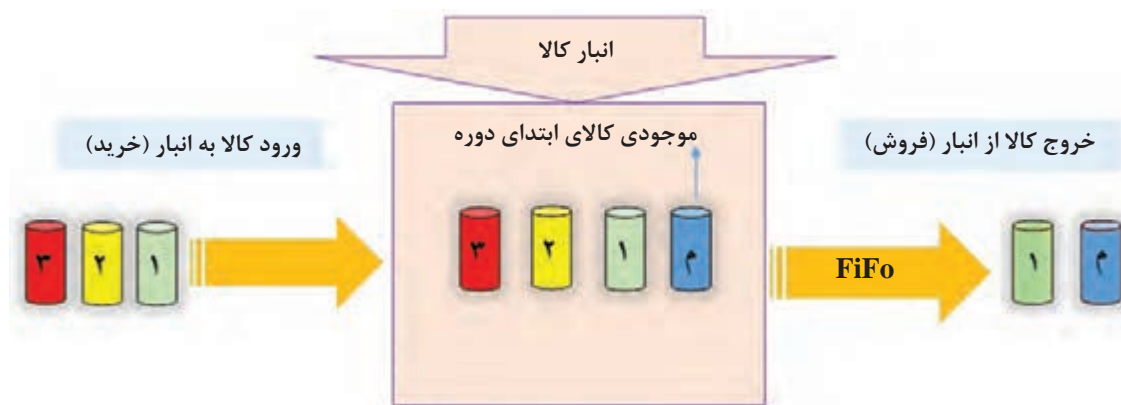 انبار کالا
خروج کالا از انبار (فروش)
موجودی کالای ابتدای دوره
ورود کالا به انبار (خرید)
م ۱
FiFo
م ۱ ۲ ۳
۱ ۲ ۳